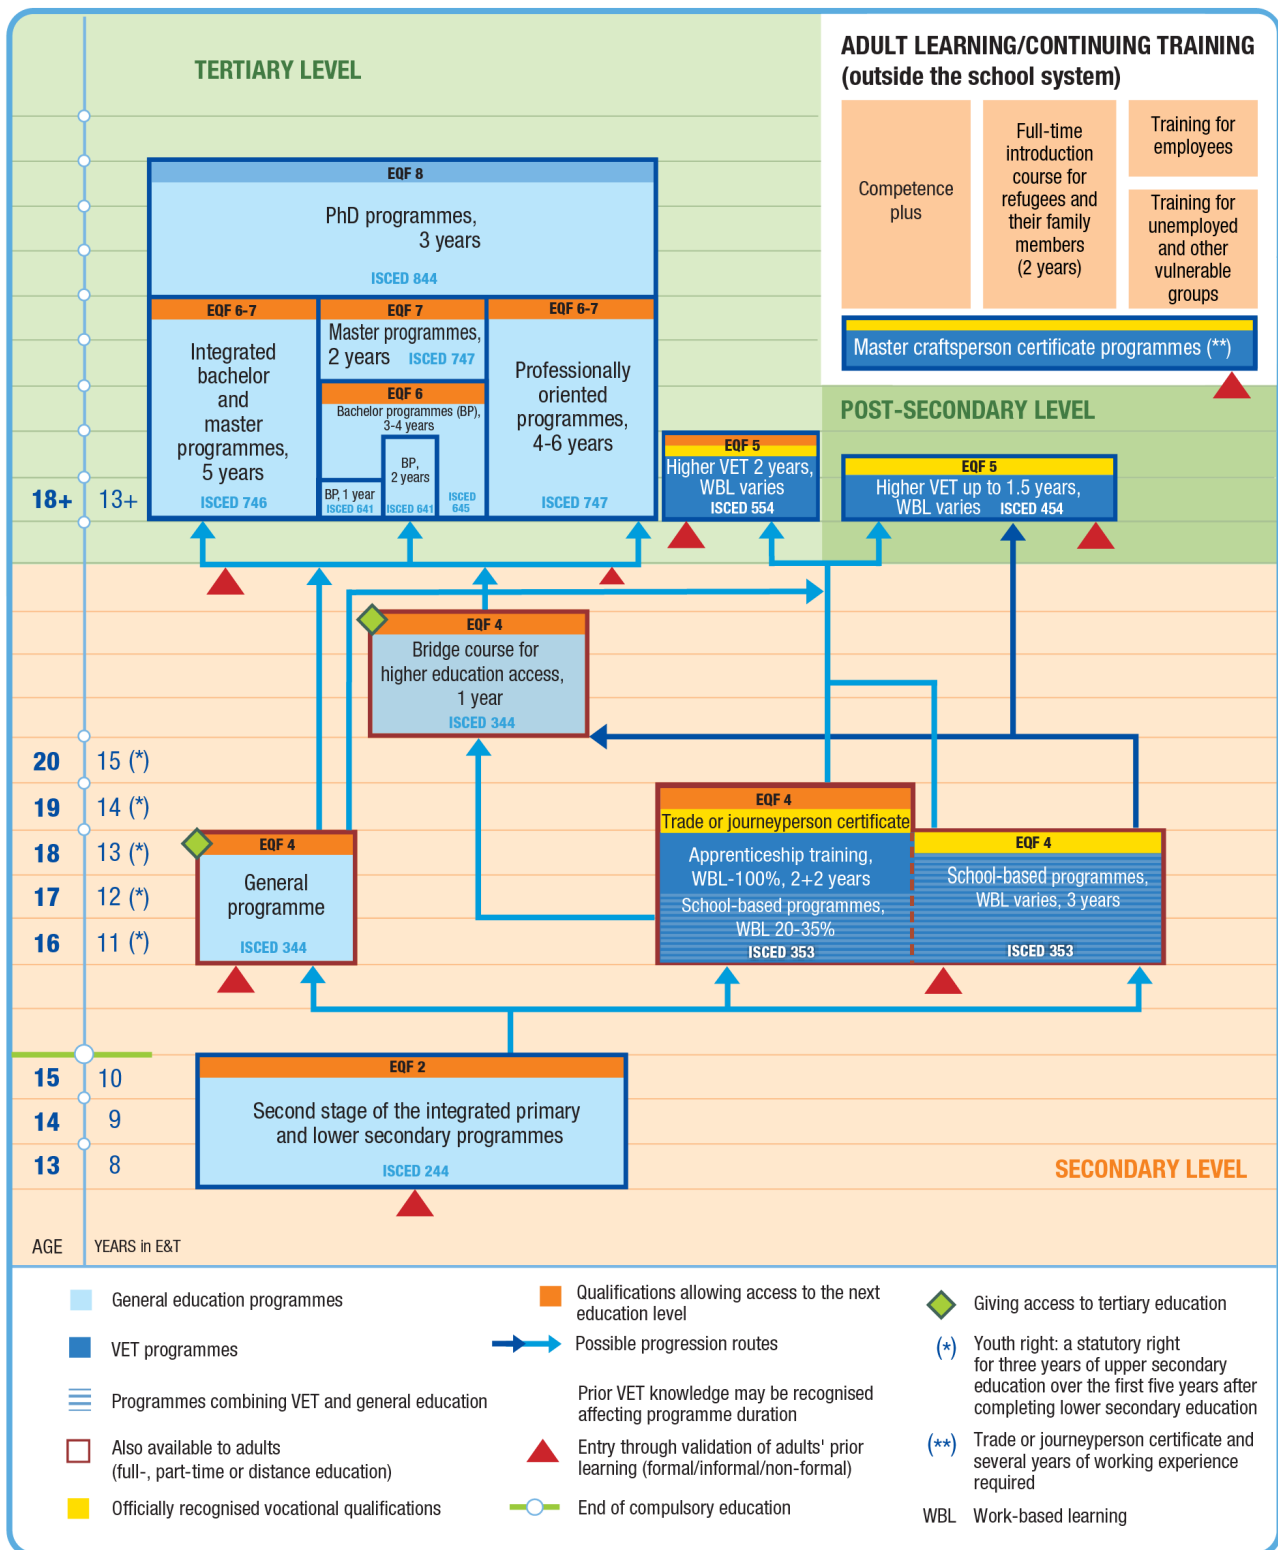 TERTIARY LEVEL
ADULT LEARNING/CONTINUING TRAINING
(outside the school system)
Competence
plus
Full-time
introduction
course for
refugees and
their family
members
(2 years)
Training for
employees
Training for
unemployed
and other
vulnerable
groups
Master craftsperson certificate programmes (**)
POST-SECONDARY LEVEL
EQF 8
PhD programmes,
3 years
ISCED 844
EQF 6-7
Integrated
bachelor
and
master
programmes,
5 years
ISCED 746
EQF 7
Master programmes,
2 years ISCED 747
EQF 6
Bachelor programmes (BP),
3-4 years
BP, 1 year
ISCED 641
BP,
2 years
ISCED 641
ISCED
645
EQF 6-7
Professionally
oriented
programmes,
4-6 years
ISCED 747
EQF 5
Higher VET 2 years,
WBL varies
ISCED 554
EQF 5
Higher VET up to 1.5 years,
WBL varies ISCED 454
18+ 13+
EQF 4
Bridge course for
higher education access,
1 year
ISCED 344
20 15 (*)
19 14 (*)
18 13 (*)
17 12 (*)
16 11 (*)
EQF 4
General
programme
ISCED 344
EQF 4
Trade or journeyperson certificate
Apprenticeship training,
WBL-100%, 2+2 years
School-based programmes,
WBL 20-35%
ISCED 353
EQF 4
School-based programmes,
WBL varies, 3 years
ISCED 353
15 10
14 9
13 8
EQF 2
Second stage of the integrated primary
and lower secondary programmes
ISCED 244
SECONDARY LEVEL
AGE YEARS in E&T
General education programmes
VET programmes
Programmes combining VET and general education
Also available to adults
(full-, part-time or distance education)
Officially recognised vocational qualifications
Qualifications allowing access to the next
education level
Possible progression routes
Prior VET knowledge may be recognised
affecting programme duration
Entry through validation of adults' prior
learning (formal/informal/non-formal)
End of compulsory education
Giving access to tertiary education
(*) Youth right: a statutory right
for three years of upper secondary
education over the first five years after
completing lower secondary education
(**) Trade or journeyperson certificate and
several years of working experience
required
WBL Work-based learning